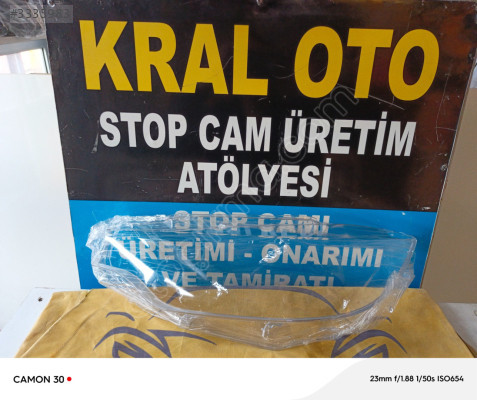 KRAL OTO
STOP CAM ÜRETİM
ATÖLYESİ
STOP CAMI
ÜRETİMİ - ONARIMI
VE TAMİRATI
CAMON 30
23mm f/1.88 1/50s ISO654